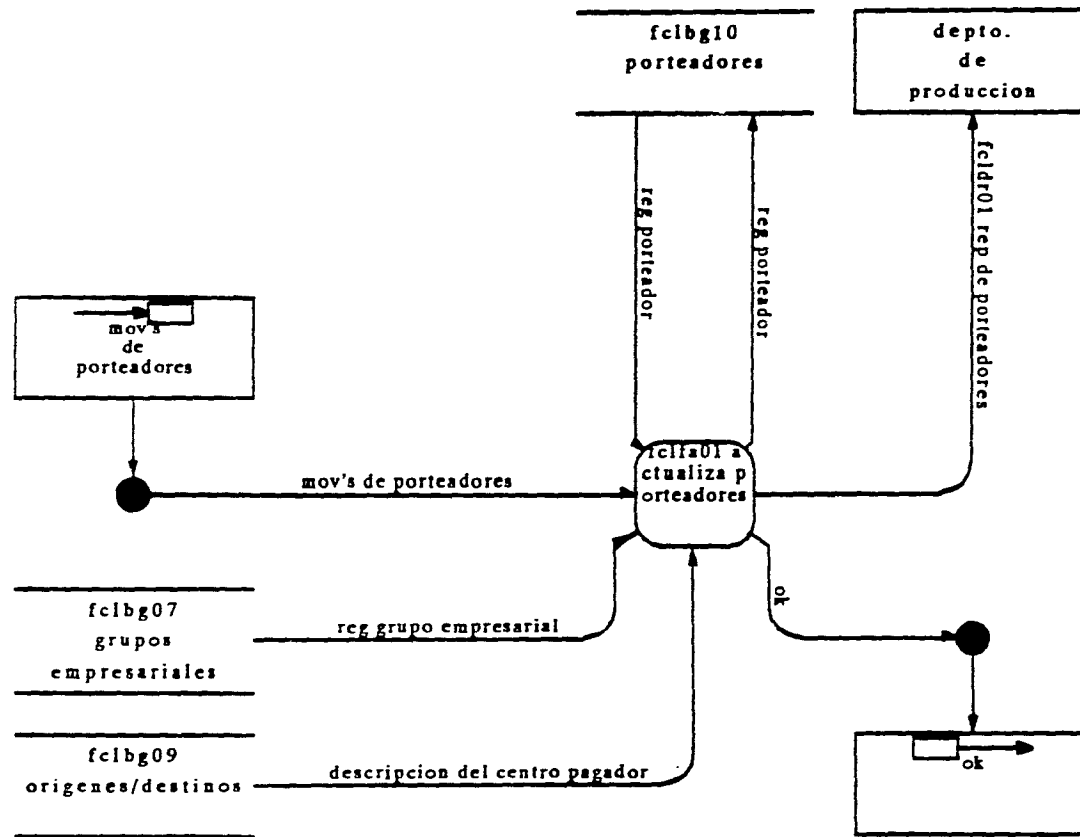 fclbg10
porteadores
depto.
de
produccion
reg porteador
reg porteador
fcldr01 rep de porteadores
mov's
de
porteadores
fclfa01 a
ctualiza p
orteadores
mov's de porteadores
ok
fclbg07
grupos
empresariales
reg grupo empresarial
fclbg09
origenes/destinos
descripcion del centro pagador
ok